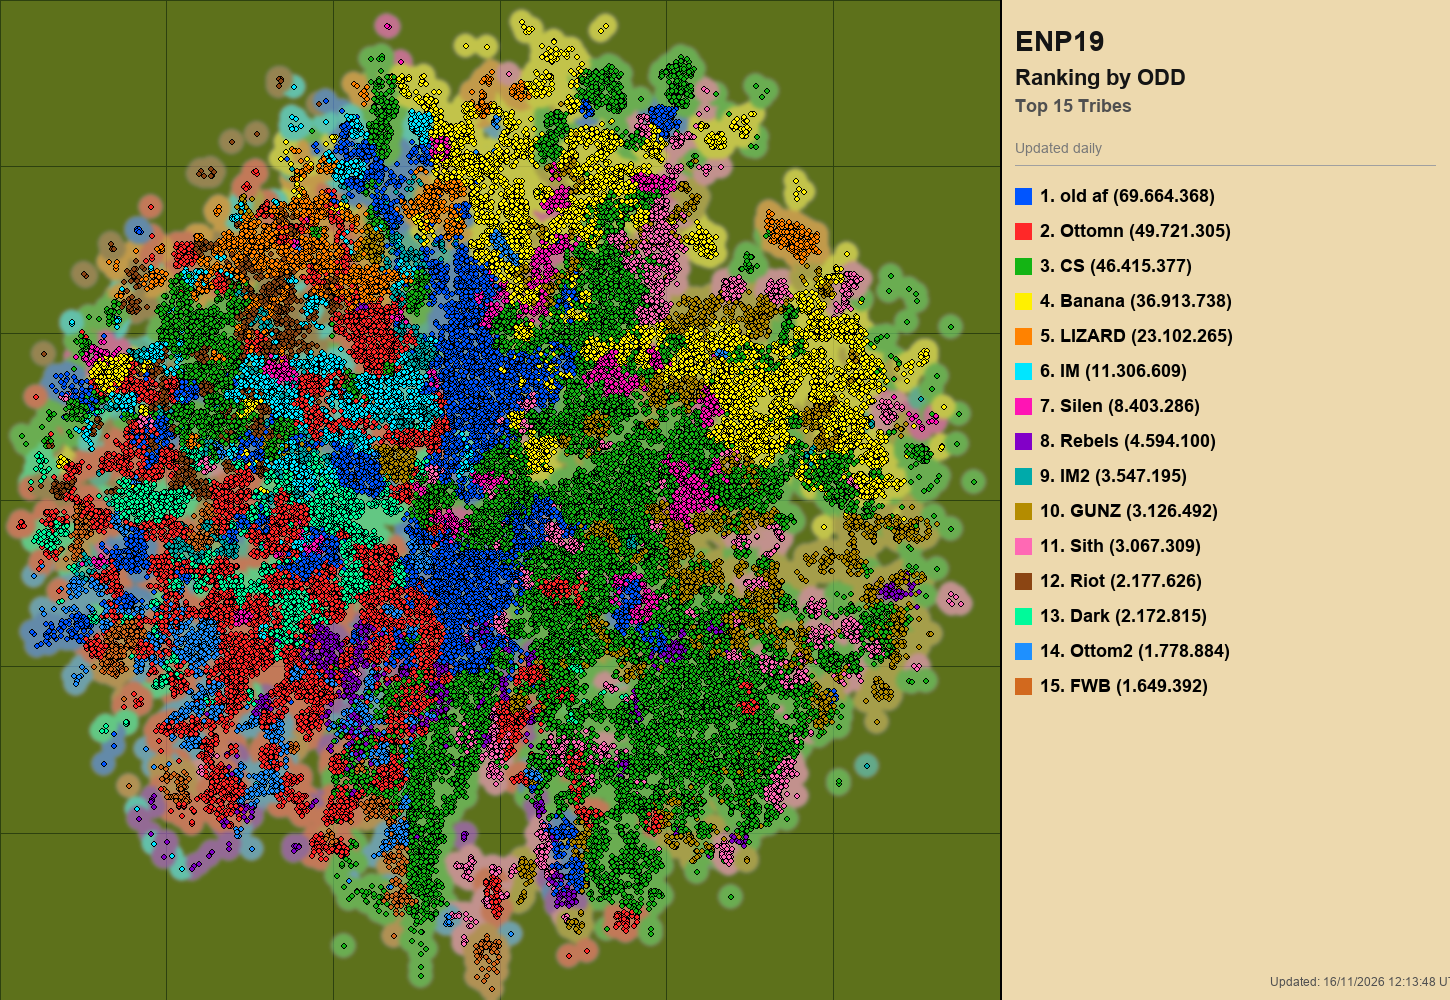 ENP19
Ranking by ODD
Top 15 Tribes
Updated daily
1. old af (69.664.368)
2. Ottomn (49.721.305)
3. CS (46.415.377)
4. Banana (36.913.738)
5. LIZARD (23.102.265)
6. IM (11.306.609)
7. Silen (8.403.286)
8. Rebels (4.594.100)
9. IM2 (3.547.195)
10. GUNZ (3.126.492)
11. Sith (3.067.309)
12. Riot (2.177.626)
13. Dark (2.172.815)
14. Ottom2 (1.778.884)
15. FWB (1.649.392)
Updated: 16/11/2026 12:13:48